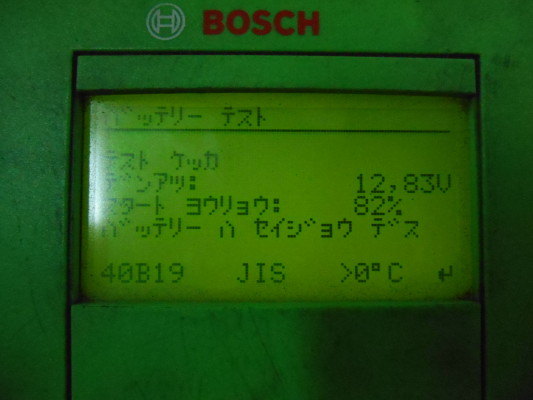 BOSCH
バッテリー テスト
テスト ケッカ
デンアツ: 12,83V
スタート ヨウリョウ: 82%
バッテリー ハ セイジョウ デス
40B19 JIS >0°C ↵